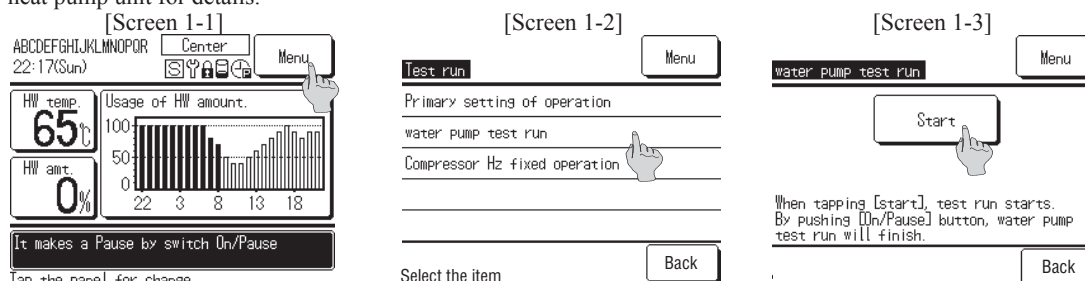 heat pump unit for details.
[Screen 1-1]
ABCDEFGHIJKLMNOPQR
Center
Menu
22:17(Sun)
HW temp.
65℃
HW amt.
0%
Usage of HW amount.
100
50
0
22 3 8 13 18
It makes a Pause by switch On/Pause
Tap the panel for change
[Screen 1-2]
Test run
Menu
Primary setting of operation
water pump test run
Compressor Hz fixed operation
Select the item
Back
[Screen 1-3]
water pump test run
Menu
Start
When tapping [start], test run starts.
By pushing [On/Pause] button, water pump
test run will finish.
Back